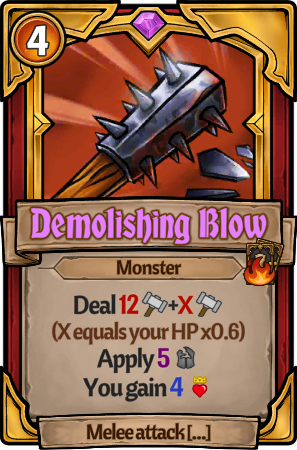 4
Demolishing Blow
Monster
Deal 12 +X
(X equals your HP x0.6)
Apply 5
You gain 4
Melee attack [...]